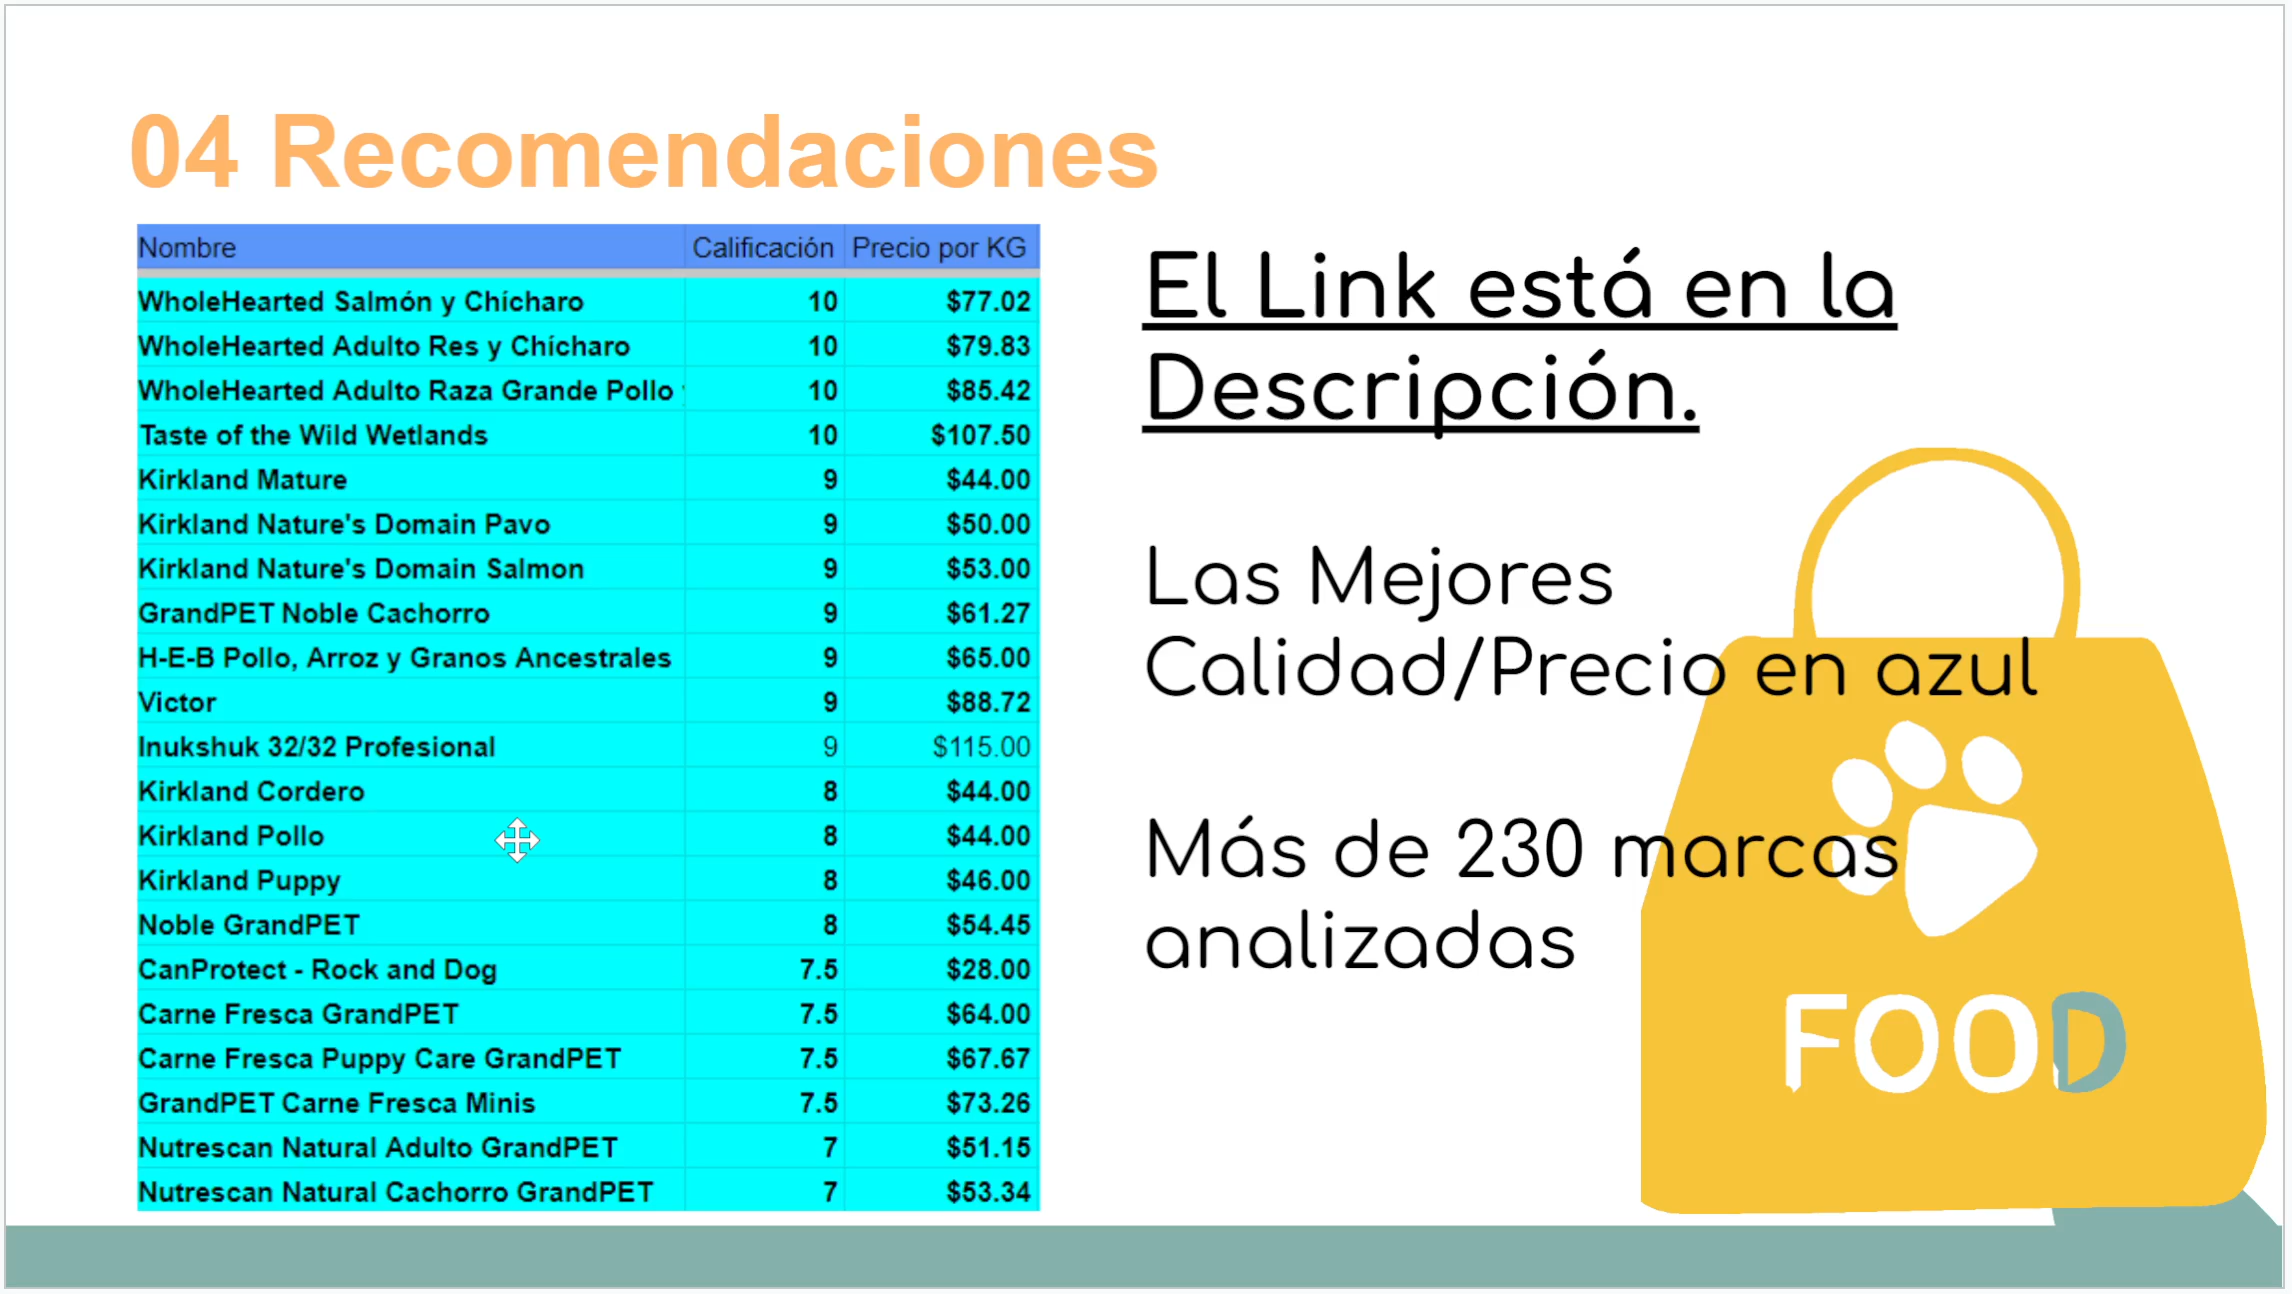 04 Recomendaciones
Nombre Calificación Precio por KG
WholeHearted Salmón y Chícharo 10 $77.02
WholeHearted Adulto Res y Chícharo 10 $79.83
WholeHearted Adulto Raza Grande Pollo 10 $85.42
Taste of the Wild Wetlands 10 $107.50
Kirkland Mature 9 $44.00
Kirkland Nature's Domain Pavo 9 $50.00
Kirkland Nature's Domain Salmon 9 $53.00
GrandPET Noble Cachorro 9 $61.27
H-E-B Pollo, Arroz y Granos Ancestrales 9 $65.00
Victor 9 $88.72
Inukshuk 32/32 Profesional 9 $115.00
Kirkland Cordero 8 $44.00
Kirkland Pollo 8 $44.00
Kirkland Puppy 8 $46.00
Noble GrandPET 8 $54.45
CanProtect - Rock and Dog 7.5 $28.00
Carne Fresca GrandPET 7.5 $64.00
Carne Fresca Puppy Care GrandPET 7.5 $67.67
GrandPET Carne Fresca Minis 7.5 $73.26
Nutrescan Natural Adulto GrandPET 7 $51.15
Nutrescan Natural Cachorro GrandPET 7 $53.34
El Link está en la
Descripción.
Las Mejores
Calidad/Precio en azul
Más de 230 marcas
analizadas
FOOD